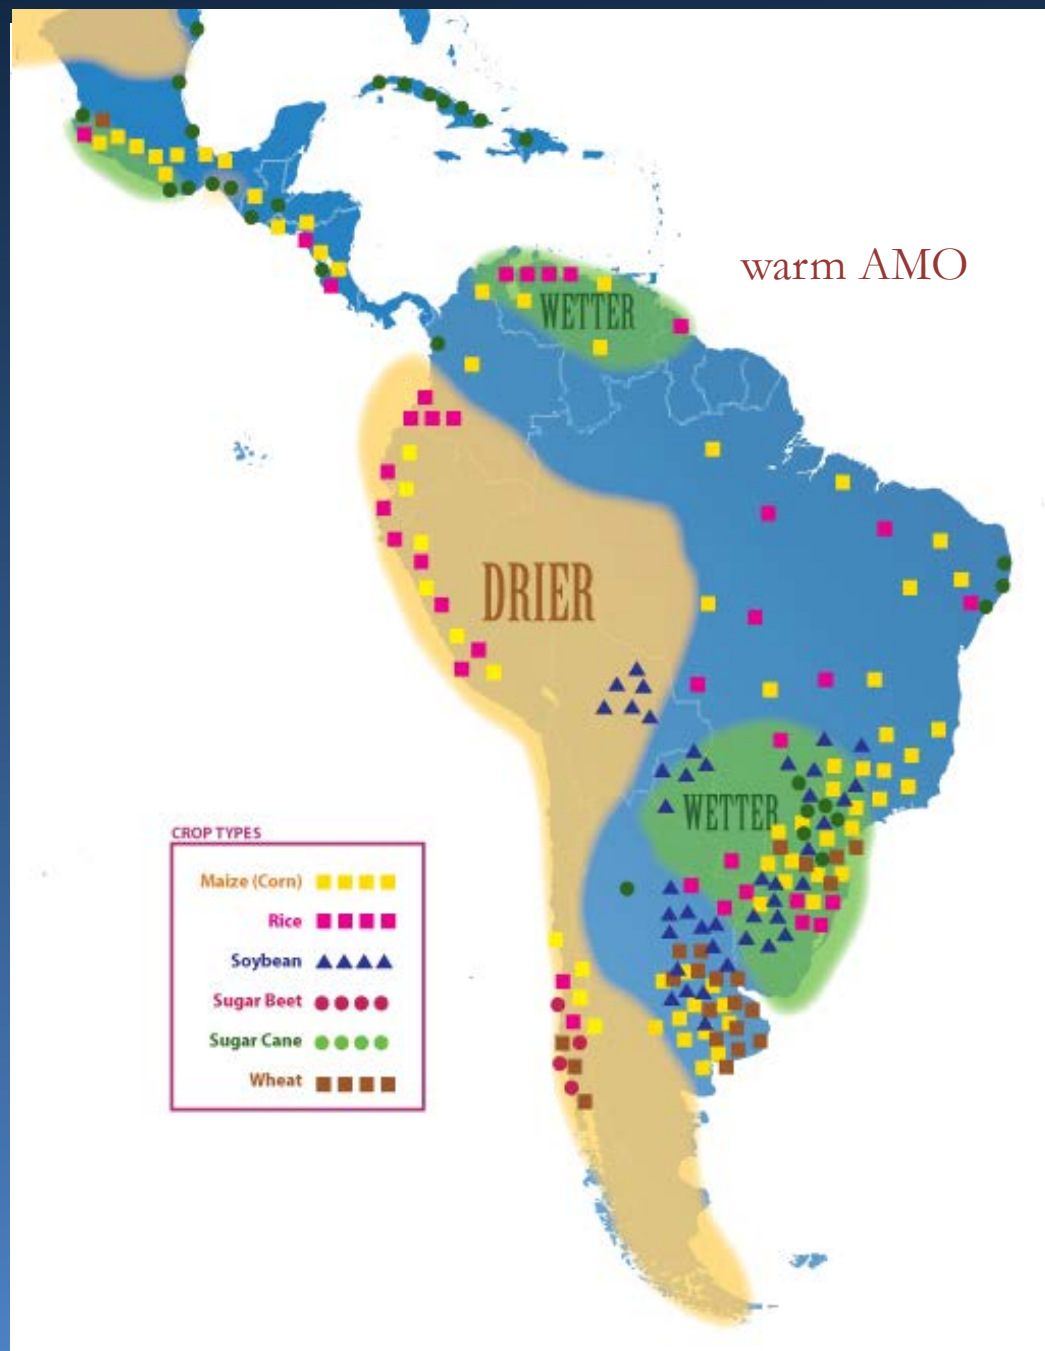 warm AMO
WETTER
DRIER
WETTER
CROP TYPES
Maize (Corn)
Rice
Soybean
Sugar Beet
Sugar Cane
Wheat